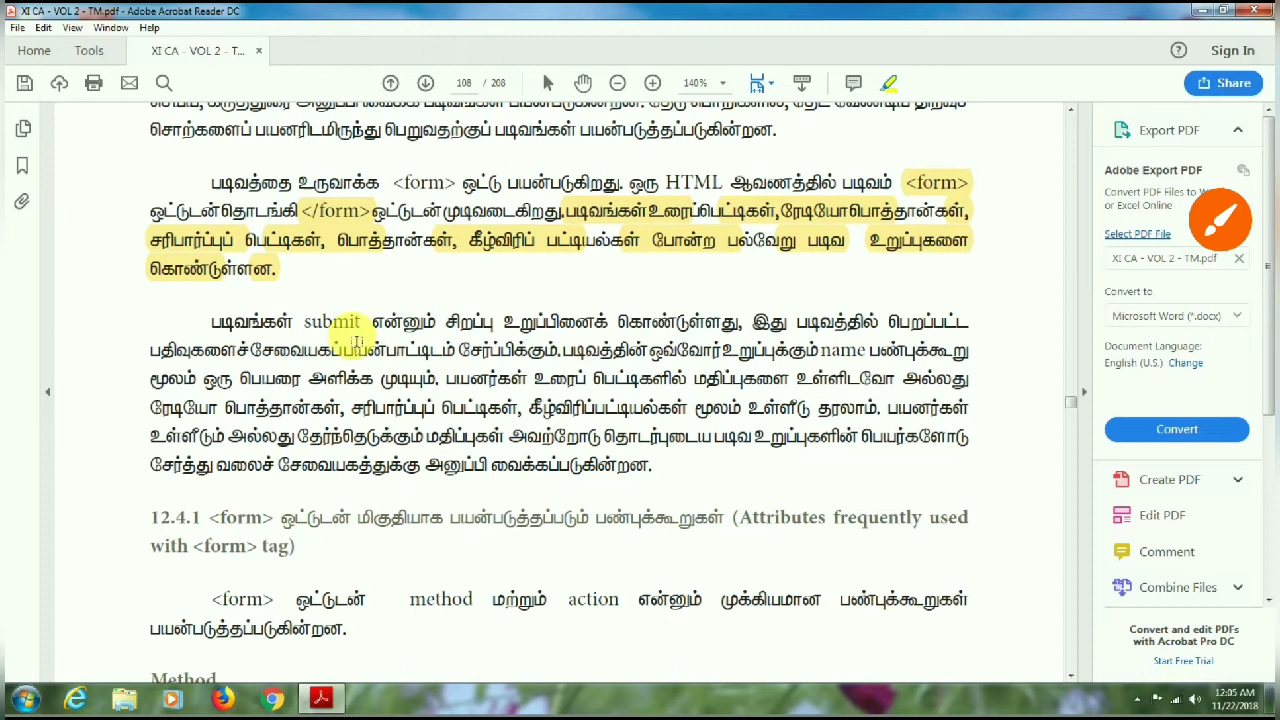 XI CA - VOL 2 - TM.pdf - Adobe Acrobat Reader DC
File Edit View Window Help
Home Tools XI CA - VOL 2 - T... × Sign In
108 / 208 140% Share
சொற்களைப் பயனரிடமிருந்து பெறுவதற்குப் படிவங்கள் பயன்படுத்தப்படுகின்றன.
படிவத்தை உருவாக்க <form> ஒட்டு பயன்படுகிறது. ஒரு HTML ஆவணத்தில் படிவம் <form>
ஒட்டுடன் தொடங்கி </form> ஒட்டுடன் முடிவடைகிறது, படிவங்கள் உரைப்பெட்டிகள், ரேடியோ பொத்தான்கள்,
சரிபார்ப்புப் பெட்டிகள், பொத்தான்கள், கீழ்விரிப் பட்டியல்கள் போன்ற பல்வேறு படிவ உறுப்புகளை
கொண்டுள்ளன.
படிவங்கள் submit என்னும் சிறப்பு உறுப்பினைக் கொண்டுள்ளது, இது படிவத்தில் பெறப்பட்ட
பதிவுகளைச் சேவையகப்பயன்பாட்டிடம் சேர்ப்பிக்கும். படிவத்தின் ஒவ்வோர் உறுப்புக்கும் name பண்புக்கூறு
மூலம் ஒரு பெயரை அளிக்க முடியும். பயனர்கள் உரைப் பெட்டிகளில் மதிப்புகளை உள்ளிடவோ அல்லது
ரேடியோ பொத்தான்கள், சரிபார்ப்புப் பெட்டிகள், கீழ்விரிப்பட்டியல்கள் மூலம் உள்ளீடு தரலாம். பயனர்கள்
உள்ளீடும் அல்லது தேர்ந்தெடுக்கும் மதிப்புகள் அவற்றோடு தொடர்புடைய படிவ உறுப்புகளின் பெயர்களோடு
சேர்த்து வலைச் சேவையகத்துக்கு அனுப்பி வைக்கப்படுகின்றன.
12.4.1 <form> ஒட்டுடன் மிகுதியாக பயன்படுத்தப்படும் பண்புக்கூறுகள் (Attributes frequently used
with <form> tag)
<form> ஒட்டுடன் method மற்றும் action என்னும் முக்கியமான பண்புக்கூறுகள்
பயன்படுத்தப்படுகின்றன.
Method
Export PDF
Adobe Export PDF
Convert PDF Files to Word
or Excel Online
Select PDF File
XI CA - VOL 2 - TM.pdf
Convert to
Microsoft Word (*.docx)
Document Language:
English (U.S.) Change
Convert
Create PDF
Edit PDF
Comment
Combine Files
Convert and edit PDFs
with Acrobat Pro DC
Start Free Trial
12:05 AM
11/22/2018